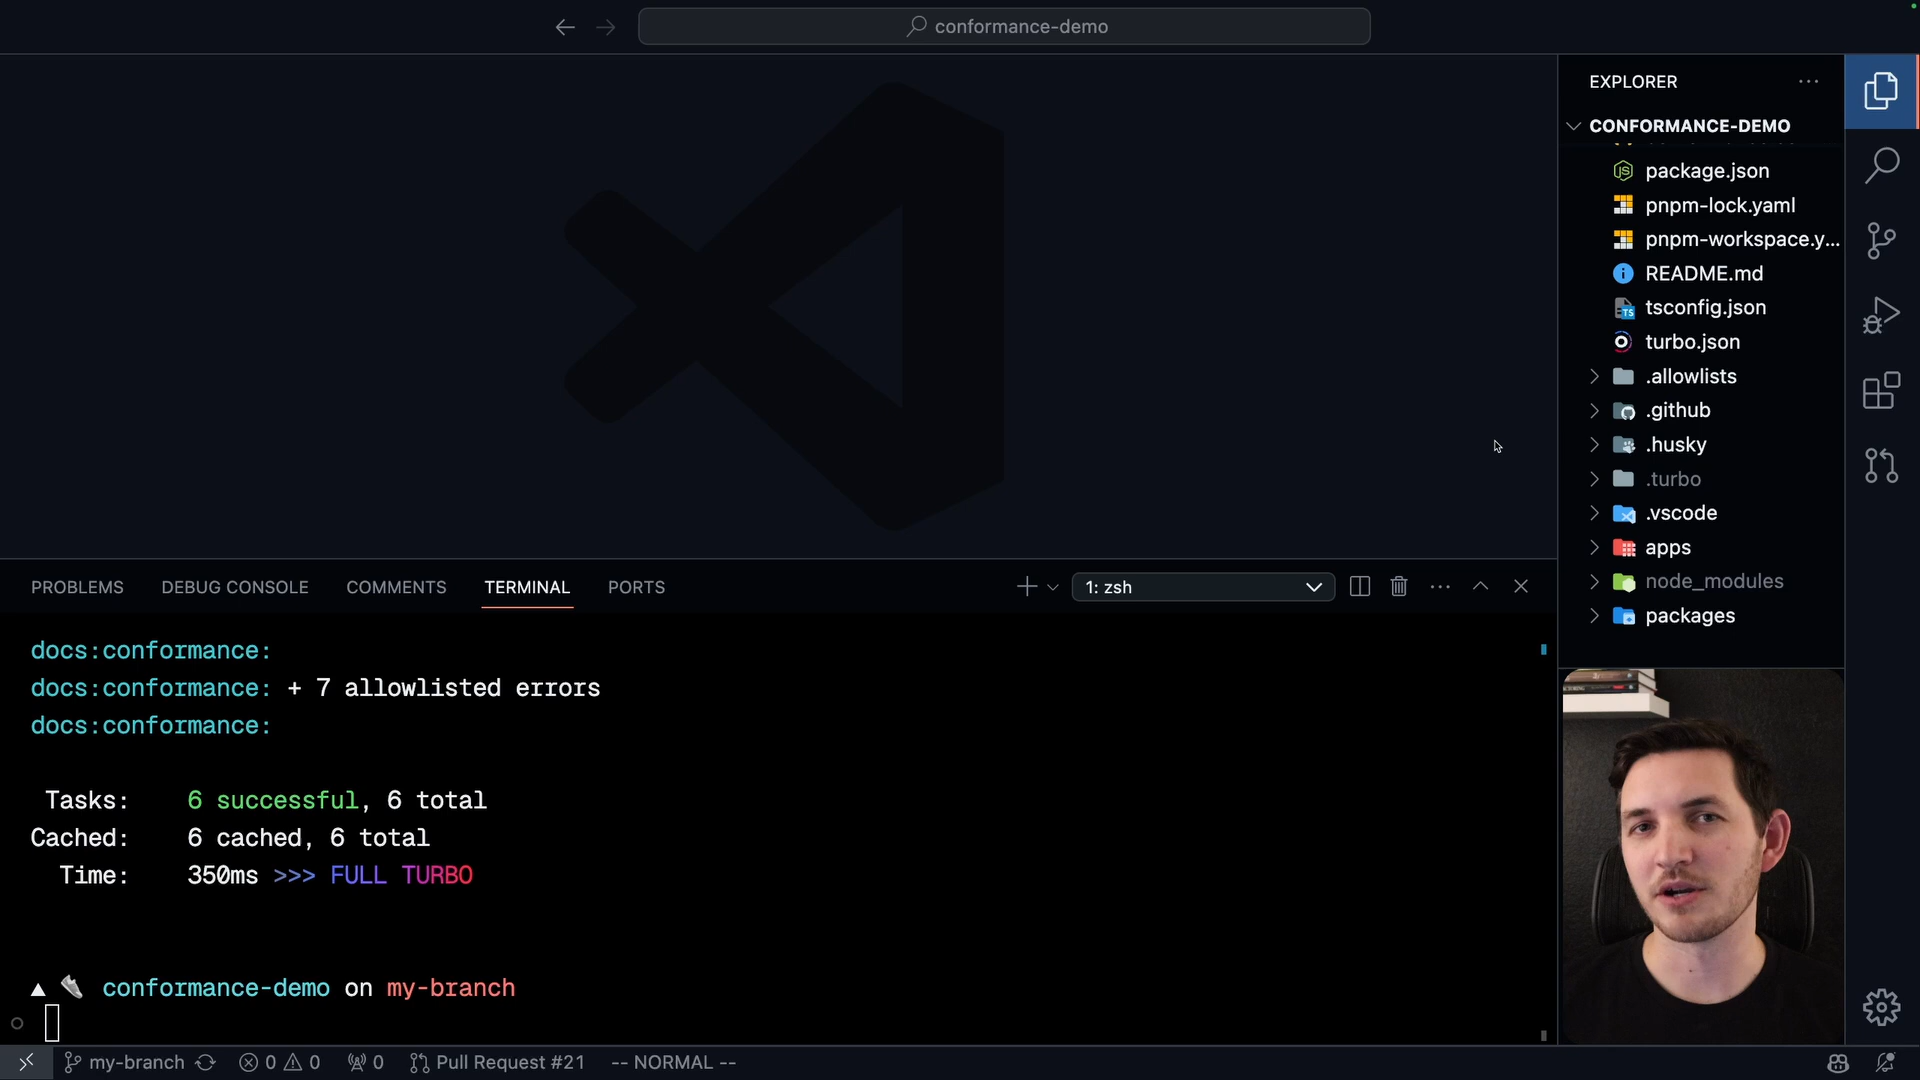 conformance-demo
EXPLORER
CONFORMANCE-DEMO
package.json
pnpm-lock.yaml
pnpm-workspace.y...
README.md
tsconfig.json
turbo.json
.allowlists
.github
.husky
.turbo
.vscode
apps
node_modules
packages
PROBLEMS DEBUG CONSOLE COMMENTS TERMINAL PORTS
1: zsh
docs:conformance:
docs:conformance: + 7 allowlisted errors
docs:conformance:
Tasks: 6 successful, 6 total
Cached: 6 cached, 6 total
Time: 350ms >>> FULL TURBO
▲ conformance-demo on my-branch
my-branch 0 0 0 Pull Request #21 -- NORMAL --